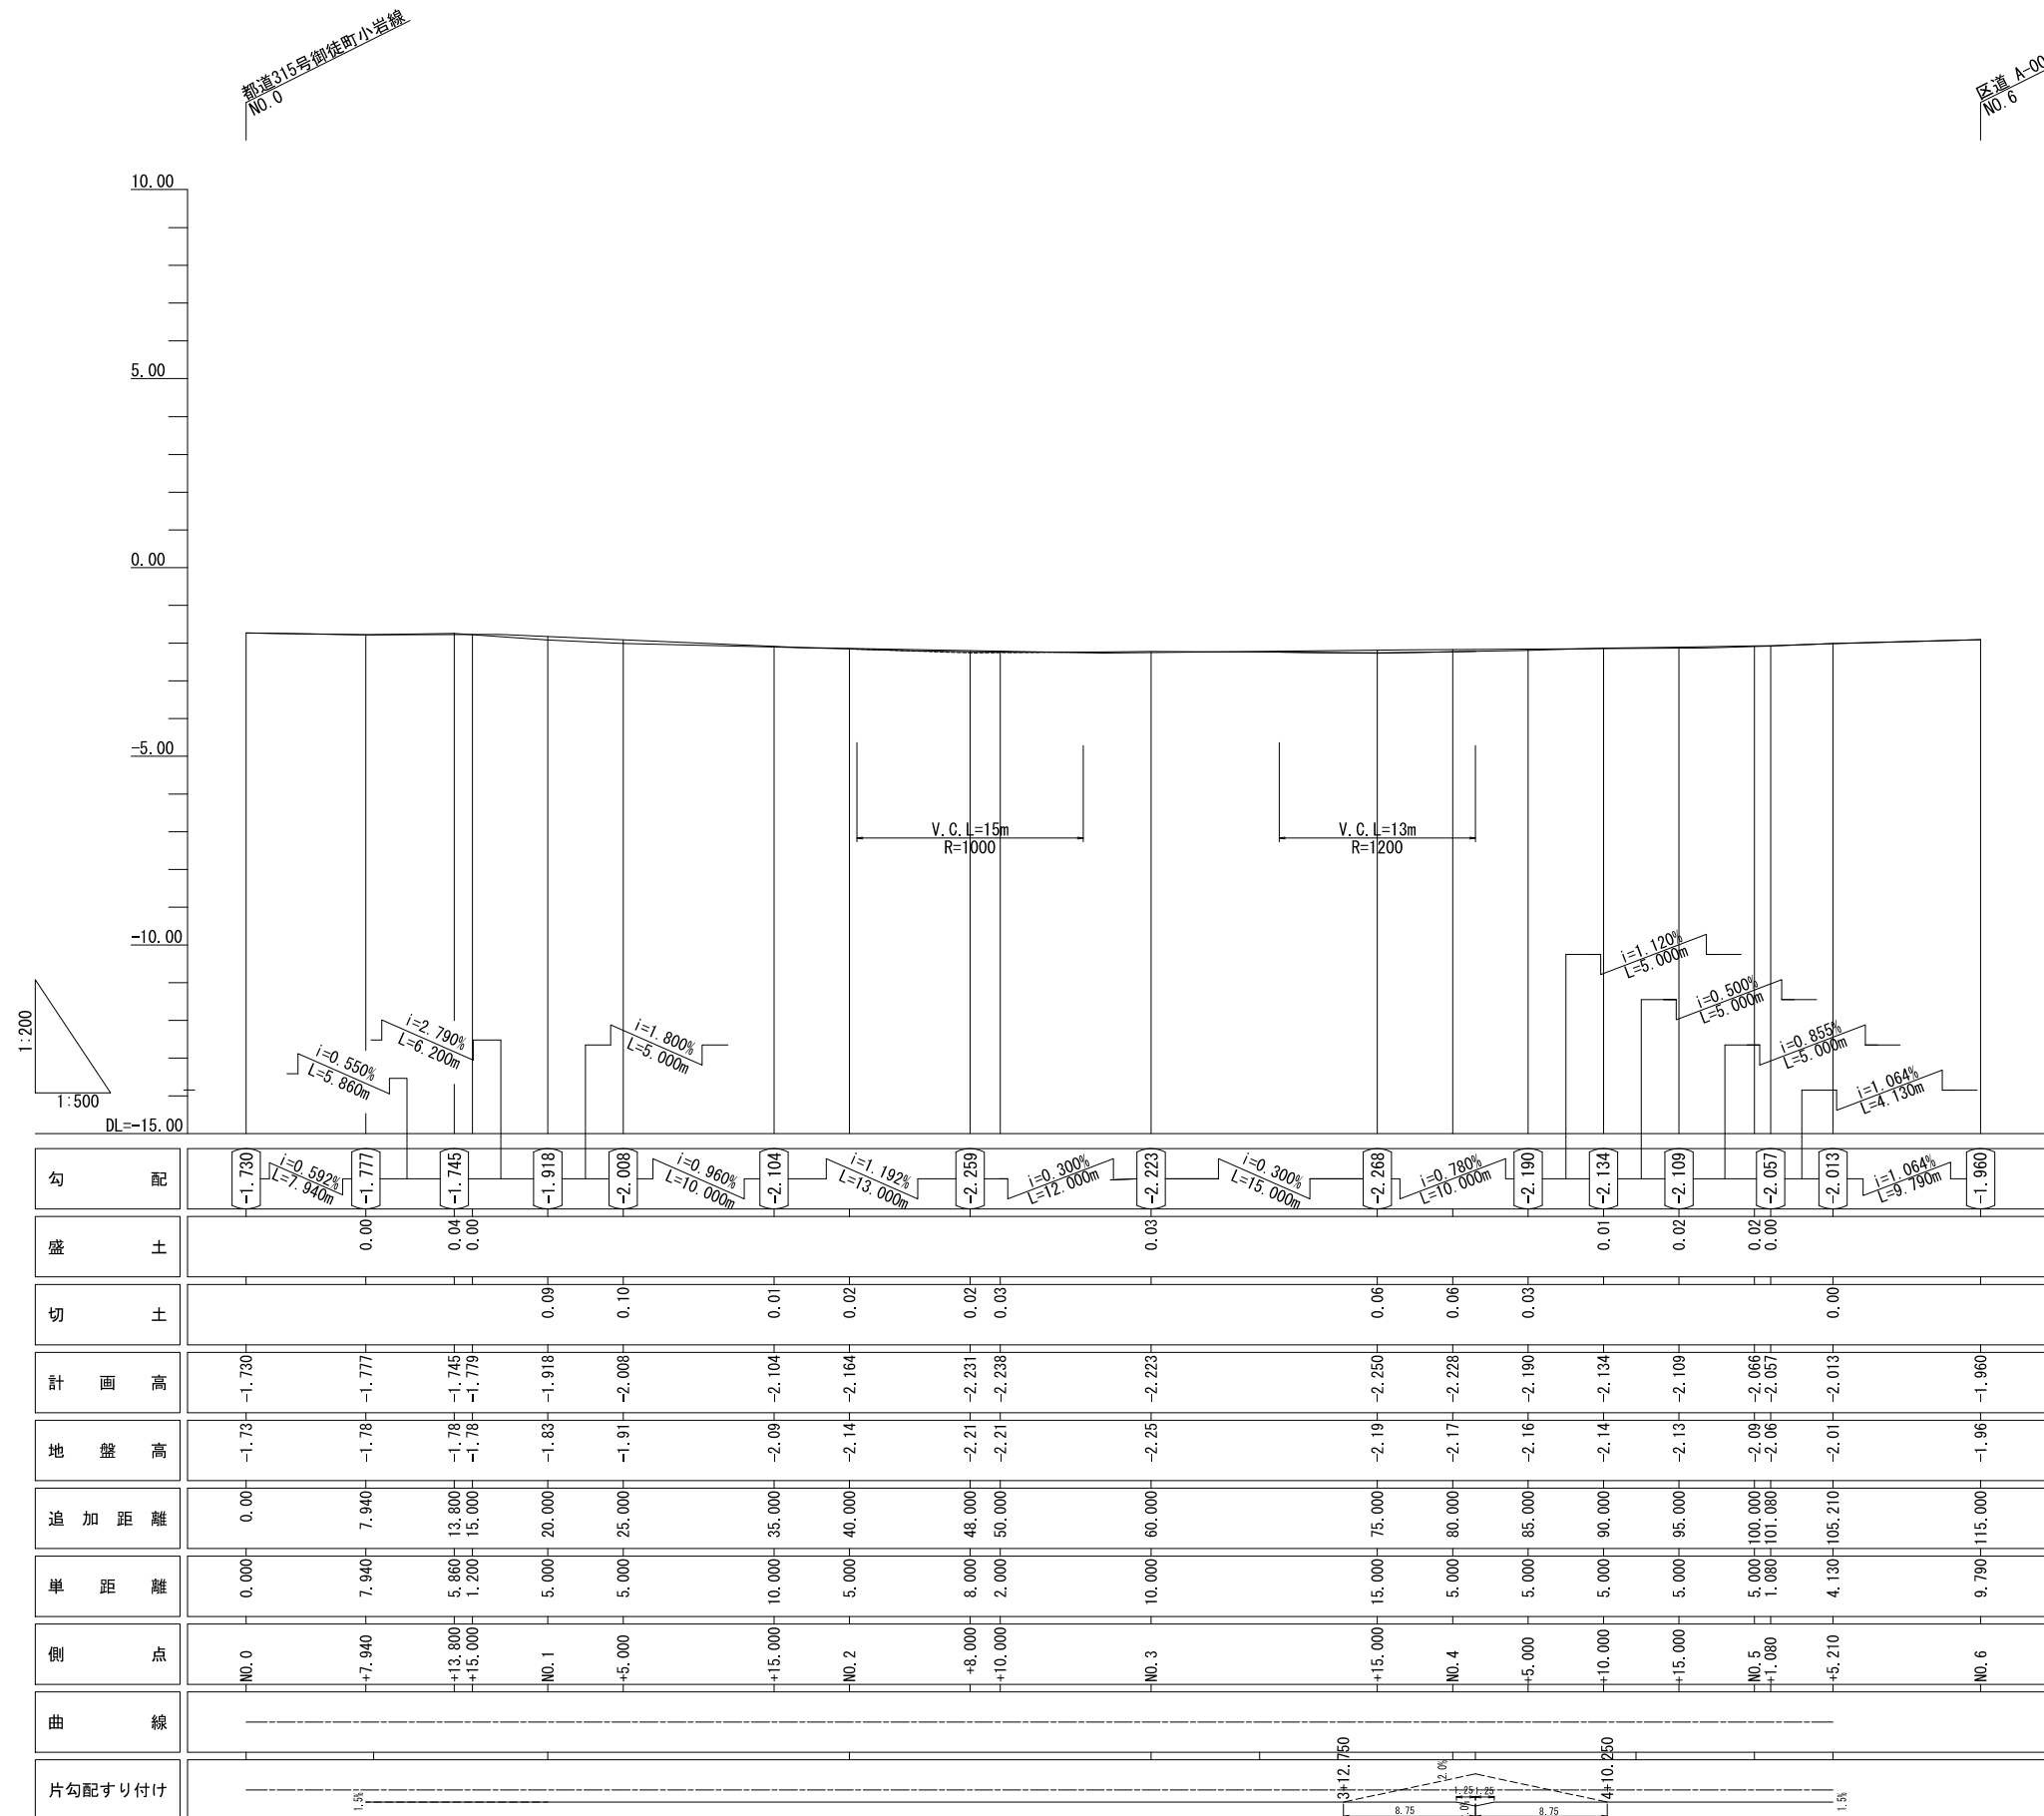 都道315号御徒町小岩線
NO.0
区道 A-00
NO.6
10.00
5.00
0.00
-5.00
-10.00
DL=-15.00
1:200
1:500
V.C.L=15m
R=1000
V.C.L=13m
R=1200
i=0.550%
L=5.860m
i=2.790%
L=6.200m
i=1.800%
L=5.000m
i=1.120%
L=5.000m
i=0.500%
L=5.000m
i=0.855%
L=5.000m
i=1.064%
L=4.130m
勾配
-1.730 i=0.592% L=7.940m -1.777 -1.745 -1.918 -2.008 i=0.960% L=10.000m -2.104 i=1.192% L=13.000m -2.259 i=0.300% L=12.000m -2.223 i=0.300% L=15.000m -2.268 i=0.780% L=10.000m -2.190 -2.134 -2.109 -2.057 -2.013 i=1.064% L=9.790m -1.960
盛土
0.00 0.04 0.00 0.03 0.01 0.02 0.02 0.00
切土
0.09 0.10 0.01 0.02 0.02 0.03 0.06 0.06 0.03 0.00
計画高
-1.730 -1.777 -1.745 -1.779 -1.918 -2.008 -2.104 -2.164 -2.231 -2.238 -2.223 -2.250 -2.228 -2.190 -2.134 -2.109 -2.066 -2.057 -2.013 -1.960
地盤高
-1.73 -1.78 -1.78 -1.78 -1.83 -1.91 -2.09 -2.14 -2.21 -2.21 -2.25 -2.19 -2.17 -2.16 -2.14 -2.13 -2.09 -2.06 -2.01 -1.96
追加距離
0.00 7.940 13.800 15.000 20.000 25.000 35.000 40.000 48.000 50.000 60.000 75.000 80.000 85.000 90.000 95.000 100.000 101.080 105.210 115.000
単距離
0.000 7.940 5.860 1.200 5.000 5.000 10.000 5.000 8.000 2.000 10.000 15.000 5.000 5.000 5.000 5.000 5.000 1.080 4.130 9.790
側点
NO.0 +7.940 +13.800 +15.000 NO.1 +5.000 +15.000 NO.2 +8.000 +10.000 NO.3 +15.000 NO.4 +5.000 +10.000 +15.000 NO.5 +1.080 +5.210 NO.6
曲線
片勾配すり付け
1.5% 3+12.750 2.0% 1.25 1.25 4+10.250 1.5%
8.75 8.75